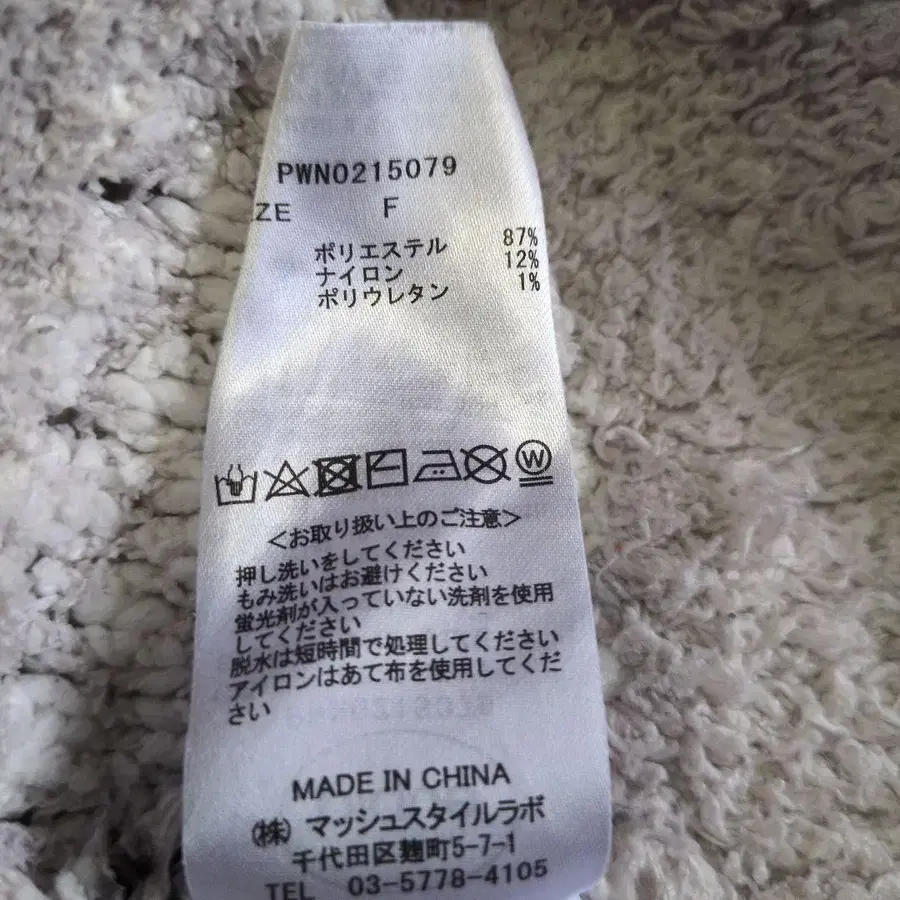 PWN0215079
ZE F
ポリエステル 87%
ナイロン 12%
ポリウレタン 1%
W
<お取り扱い上のご注意>
押し洗いをしてください
もみ洗いはお避けください
蛍光剤が入っていない洗剤を使用
してください
脱水は短時間で処理してください
アイロンはあて布を使用してくだ
さい
MADE IN CHINA
(株) マッシュスタイルラボ
千代田区麹町5-7-1
TEL 03-5778-4105